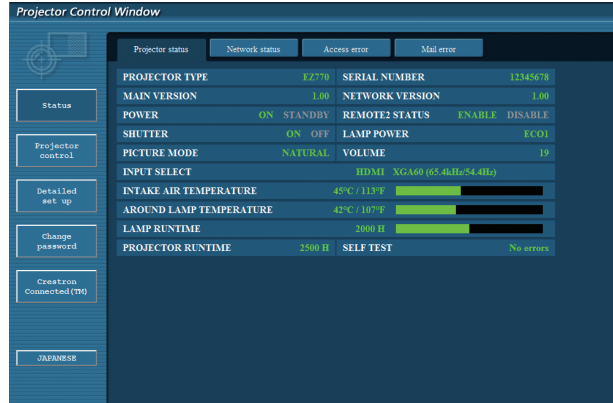 Projector Control Window
Projector status Network status Access error Mail error
PROJECTOR TYPE EZ770 SERIAL NUMBER 12345678
MAIN VERSION 1.00 NETWORK VERSION 1.00
POWER ON STANDBY REMOTE2 STATUS ENABLE DISABLE
SHUTTER ON OFF LAMP POWER ECO1
PICTURE MODE NATURAL VOLUME 19
INPUT SELECT HDMI XGA60 (65.4kHz/54.4Hz)
INTAKE AIR TEMPERATURE 45°C / 113°F
AROUND LAMP TEMPERATURE 42°C / 107°F
LAMP RUNTIME 2000 H
PROJECTOR RUNTIME 2500 H SELF TEST No errors
Status
Projector
control
Detailed
set up
Change
password
Crestron
Connected(TM)
JAPANESE